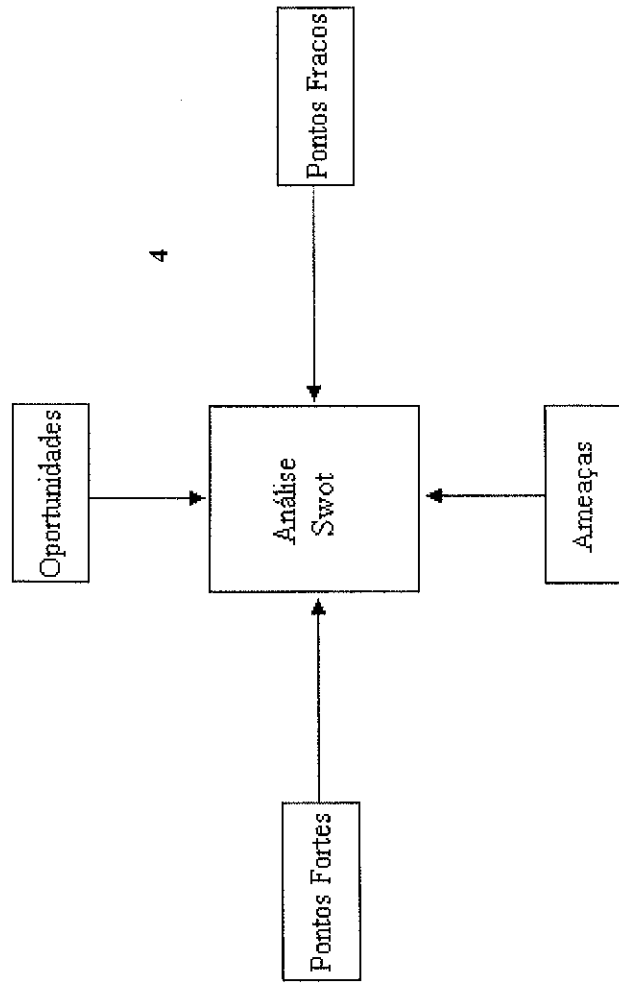 Oportunidades
4
Pontos Fortes
Análise
Swot
Pontos Fracos
Ameaças